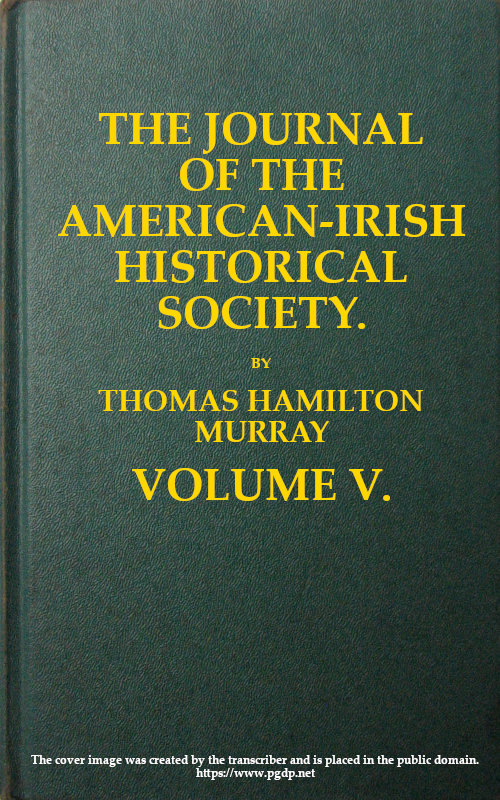 THE JOURNAL
OF THE
AMERICAN-IRISH
HISTORICAL
SOCIETY.
BY
THOMAS HAMILTON
MURRAY
VOLUME V.
The cover image was created by the transcriber and is placed in the public domain.
https://www.pgdp.net